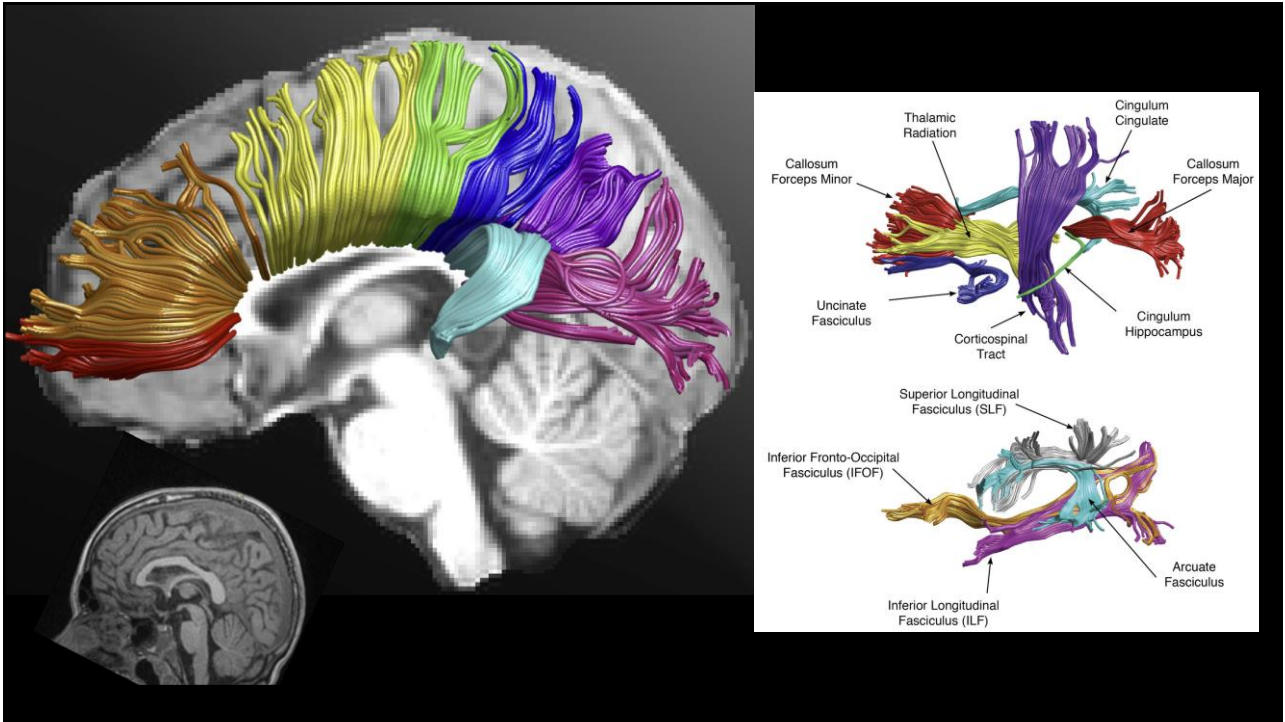 Cingulum
Cingulate
Thalamic
Radiation
Callosum
Forceps Minor
Callosum
Forceps Major
Uncinate
Fasciculus
Corticospinal
Tract
Cingulum
Hippocampus
Superior Longitudinal
Fasciculus (SLF)
Inferior Fronto-Occipital
Fasciculus (IFOF)
Arcuate
Fasciculus
Inferior Longitudinal
Fasciculus (ILF)